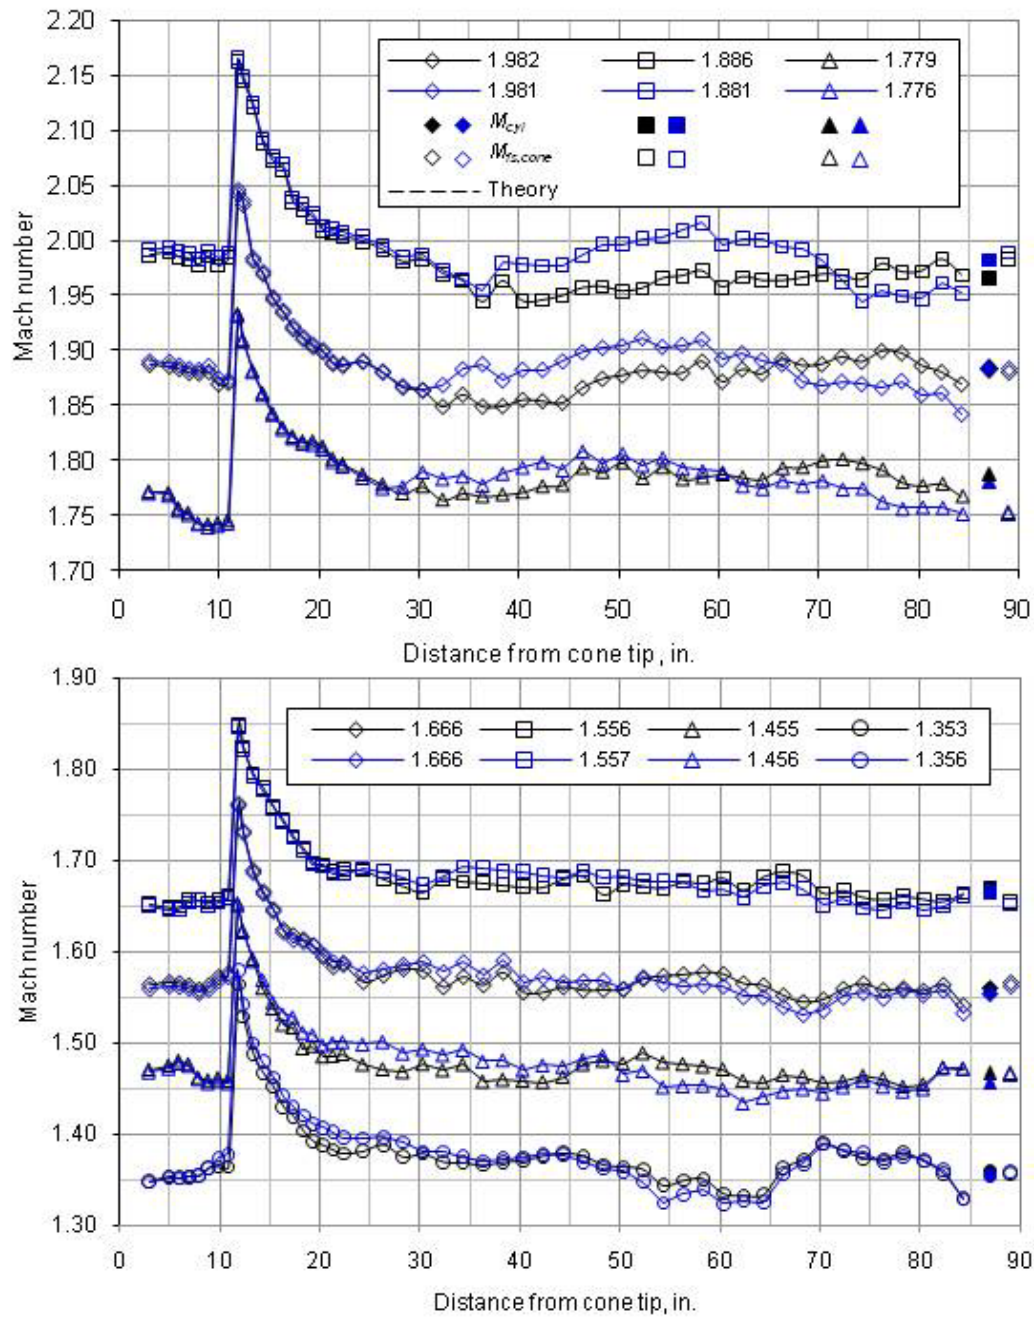 2.20
2.15
2.10
2.05
2.00
1.95
1.90
1.85
1.80
1.75
1.70
Mach number
1.982 1.886 1.779
1.981 1.881 1.776
Mcyl
Mfs,cone
Theory
0 10 20 30 40 50 60 70 80 90
Distance from cone tip, in.
1.90
1.80
1.70
1.60
1.50
1.40
1.30
Mach number
1.666 1.556 1.455 1.353
1.666 1.557 1.456 1.356
0 10 20 30 40 50 60 70 80 90
Distance from cone tip, in.